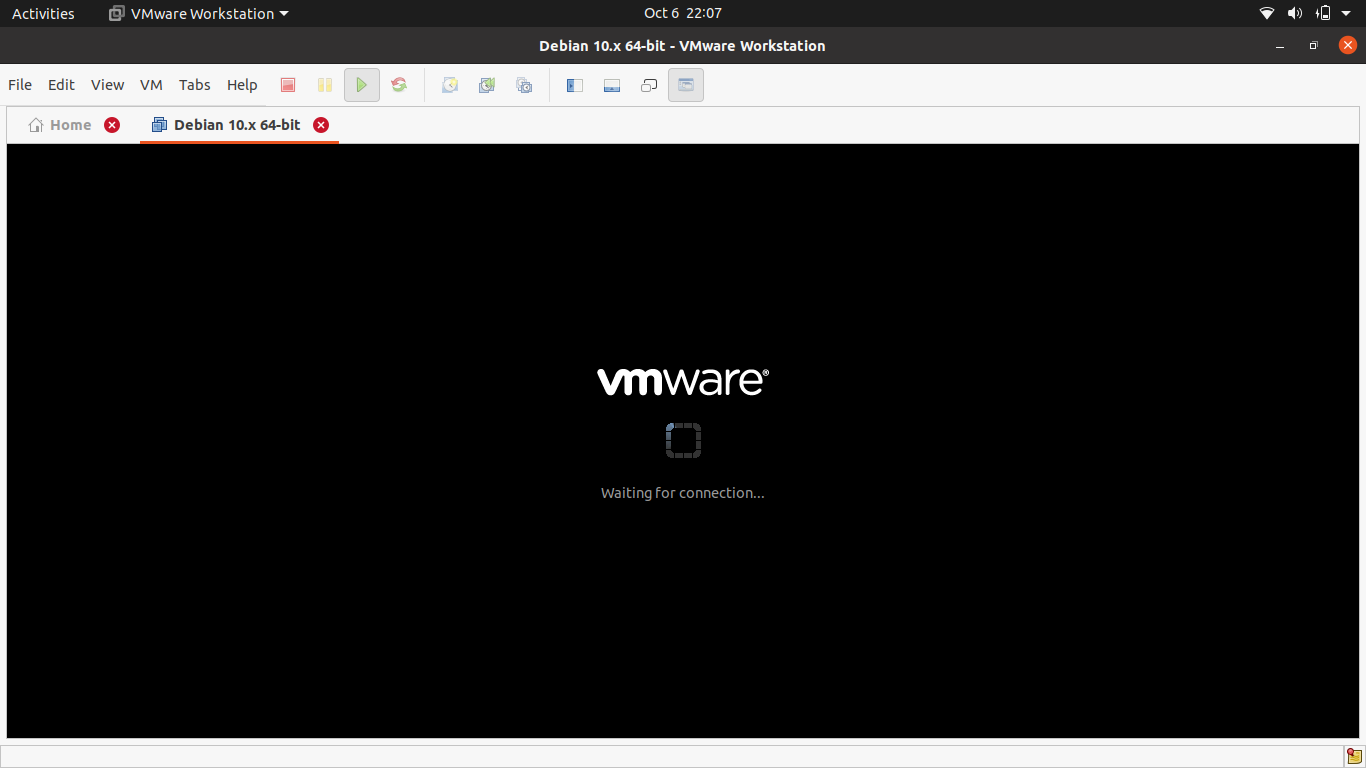 Activities VMware Workstation Oct 6 22:07
Debian 10.x 64-bit - VMware Workstation
File Edit View VM Tabs Help
Home Debian 10.x 64-bit
vmware®
Waiting for connection...